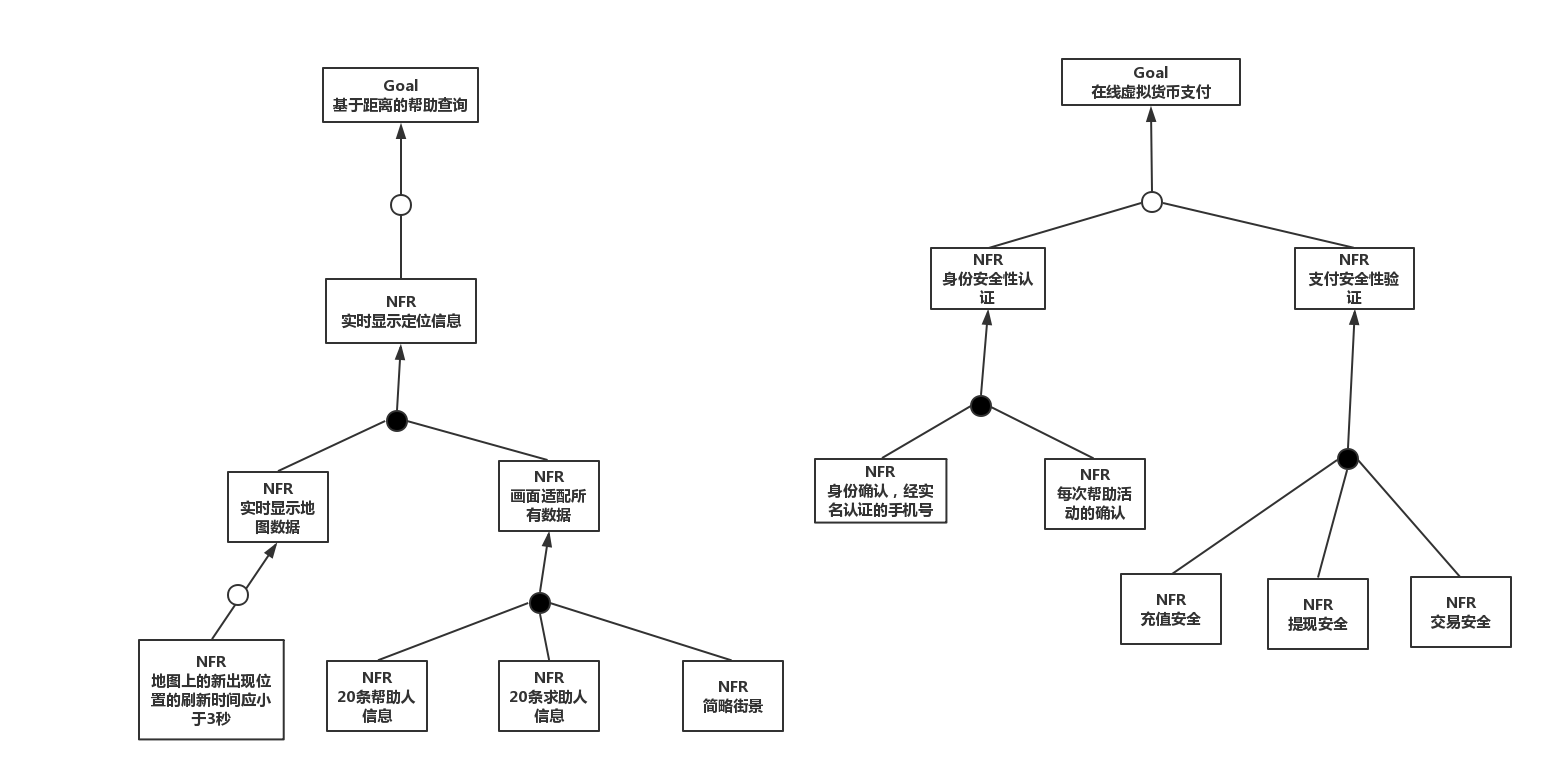 Goal
基于距离的帮助查询
NFR
实时显示定位信息
NFR
实时显示地
图数据
NFR
画面适配所
有数据
NFR
地图上的新出现位
置的刷新时间应小
于3秒
NFR
20条帮助人
信息
NFR
20条求助人
信息
NFR
简略街景
Goal
在线虚拟货币支付
NFR
身份安全性认
证
NFR
支付安全性验
证
NFR
身份确认，经实
名认证的手机号
NFR
每次帮助活
动的确认
NFR
充值安全
NFR
提现安全
NFR
交易安全